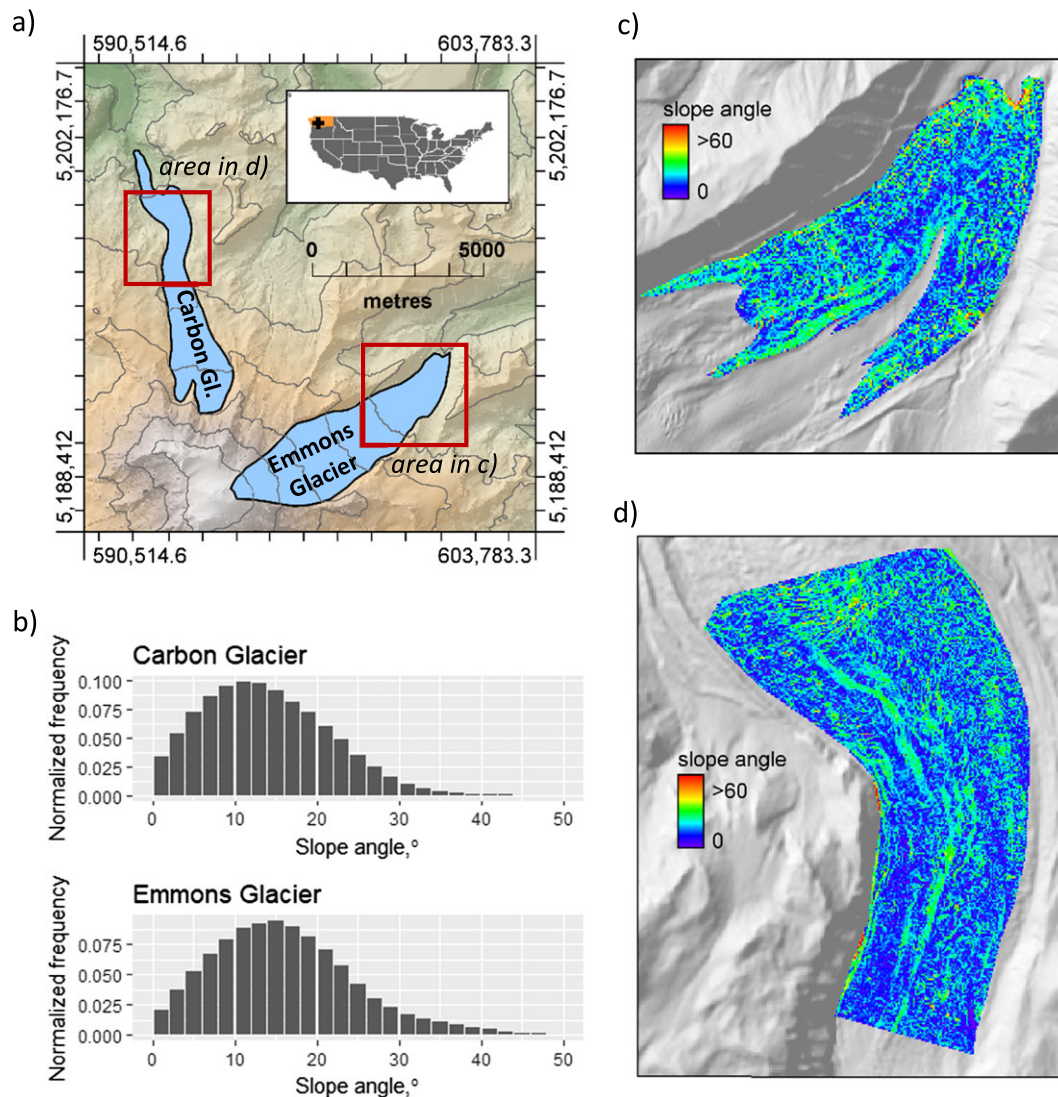 a)
590,514.6 603,783.3
5,202,176.7
5,202,176.7
area in d)
0 5000
metres
Carbon Gl.
Emmons
Glacier
area in c)
5,188,412
5,188,412
590,514.6 603,783.3
b)
Carbon Glacier
Normalized frequency
0.100
0.075
0.050
0.025
0.000
0 10 20 30 40 50
Slope angle,°
Emmons Glacier
Normalized frequency
0.075
0.050
0.025
0.000
0 10 20 30 40 50
Slope angle,°
c)
slope angle
>60
0
d)
slope angle
>60
0